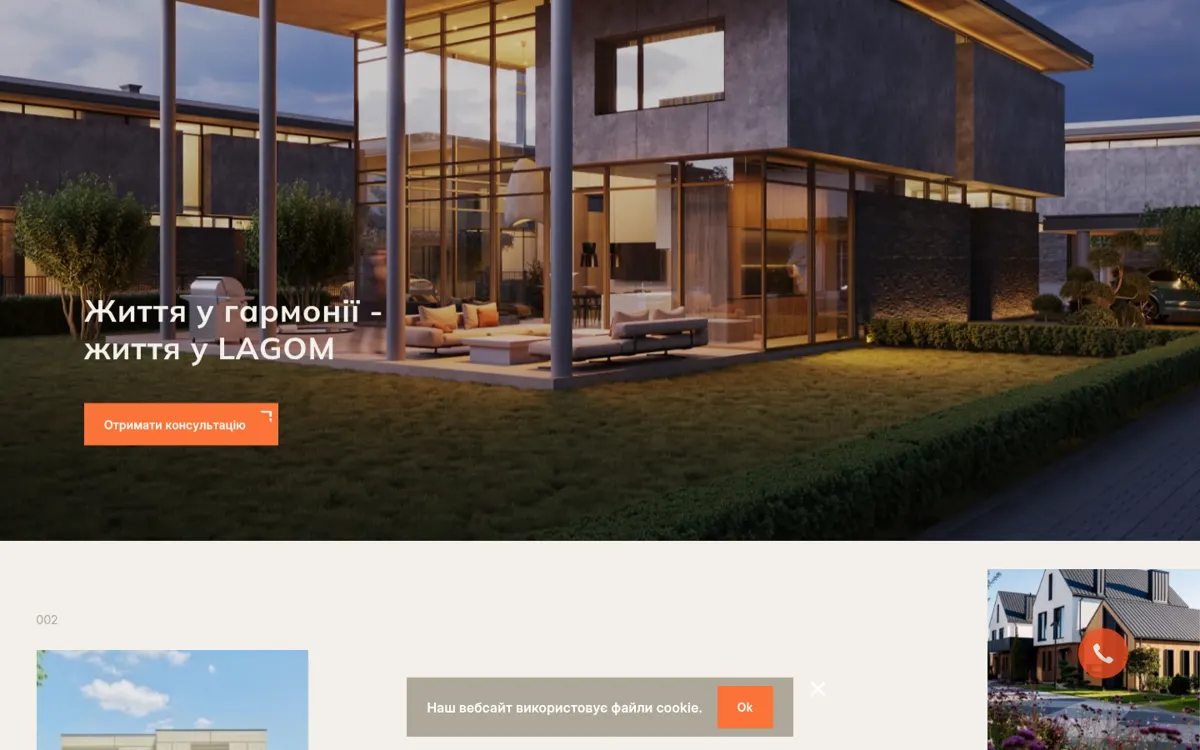 Життя у гармонії -
життя у LAGOM
Отримати консультацію
002
Наш вебсайт використовує файли cookie.
Ok